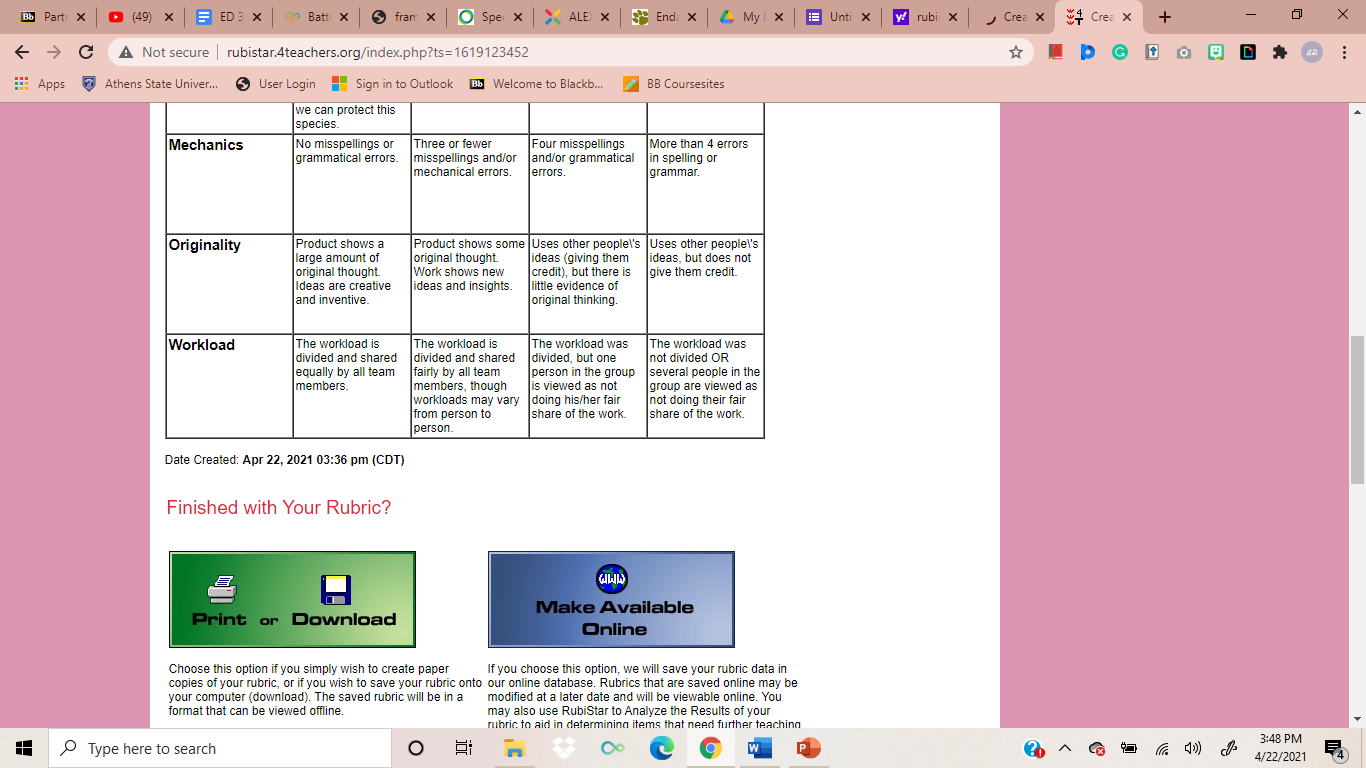 Partr
(49)
ED 3
Batt
fram
Spec
ALE
Enda
My D
Unti
rubi
Crea
Crea
Not secure
rubistar.4teachers.org/index.php?ts=1619123452
Apps
Athens State Univer...
User Login
Sign in to Outlook
Bb
Welcome to Blackb...
BB Coursesites
we can protect this
species.
Mechanics
No misspellings or
grammatical errors.
Three or fewer
misspellings and/or
mechanical errors.
Four misspellings
and/or grammatical
errors.
More than 4 errors
in spelling or
grammar.
Originality
Product shows a
large amount of
original thought.
Ideas are creative
and inventive.
Product shows some
original thought.
Work shows new
ideas and insights.
Uses other people\'s
ideas (giving them
credit), but there is
little evidence of
original thinking.
Uses other people\'s
ideas, but does not
give them credit.
Workload
The workload is
divided and shared
equally by all team
members.
The workload is
divided and shared
fairly by all team
members, though
workloads may vary
from person to
person.
The workload was
divided, but one
person in the group
is viewed as not
doing his/her fair
share of the work.
The workload was
not divided OR
several people in the
group are viewed as
not doing their fair
share of the work.
Date Created: Apr 22, 2021 03:36 pm (CDT)
Finished with Your Rubric?
Print or Download
WWW
Make Available
Online
Choose this option if you simply wish to create paper
copies of your rubric, or if you wish to save your rubric onto
your computer (download). The saved rubric will be in a
format that can be viewed offline.
If you choose this option, we will save your rubric data in
our online database. Rubrics that are saved online may be
modified at a later date and will be viewable online. You
may also use RubiStar to Analyze the Results of your
rubric to aid in determining items that need further teaching
Type here to search
3:48 PM
4/22/2021
4